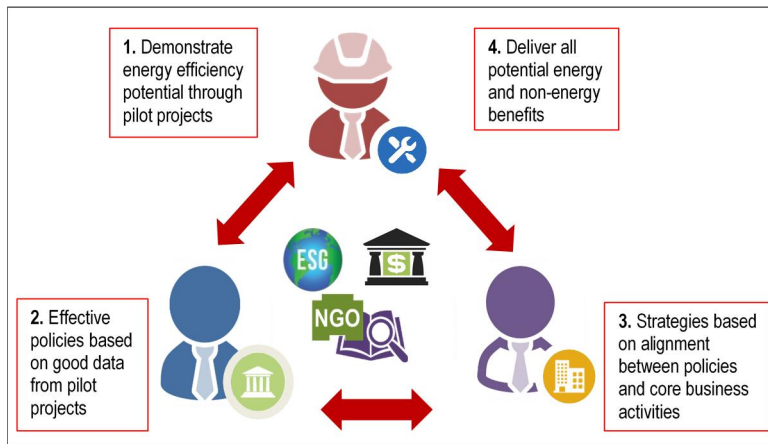 1. Demonstrate
energy efficiency
potential through
pilot projects
4. Deliver all
potential energy
and non-energy
benefits
ESG
$
NGO
2. Effective
policies based
on good data
from pilot
projects
3. Strategies based
on alignment
between policies
and core business
activities